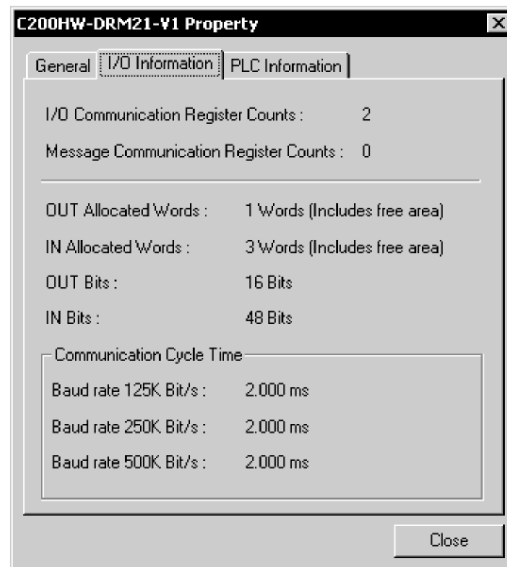 C200HW-DRM21-V1 Property
General I/O Information PLC Information
I/O Communication Register Counts : 2
Message Communication Register Counts : 0
OUT Allocated Words : 1 Words (Includes free area)
IN Allocated Words : 3 Words (Includes free area)
OUT Bits : 16 Bits
IN Bits : 48 Bits
Communication Cycle Time
Baud rate 125K Bit/s : 2.000 ms
Baud rate 250K Bit/s : 2.000 ms
Baud rate 500K Bit/s : 2.000 ms
Close